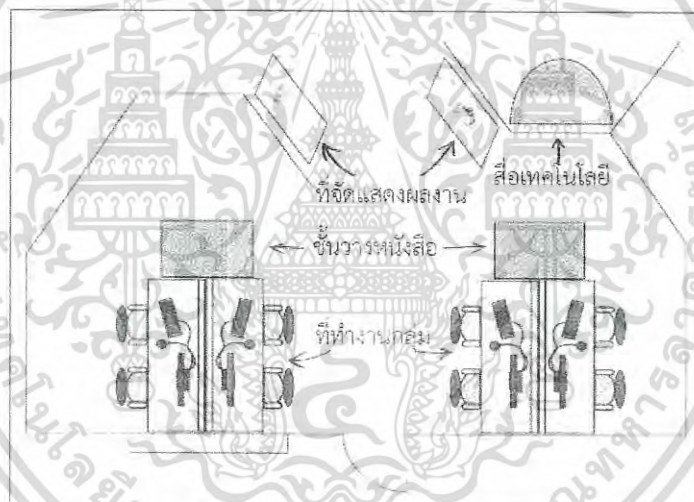 ที่จัดแสดงผลงาน
สื่อเทคโนโลยี
ชั้นวางหนังสือ
ที่ทำงานกลุ่ม